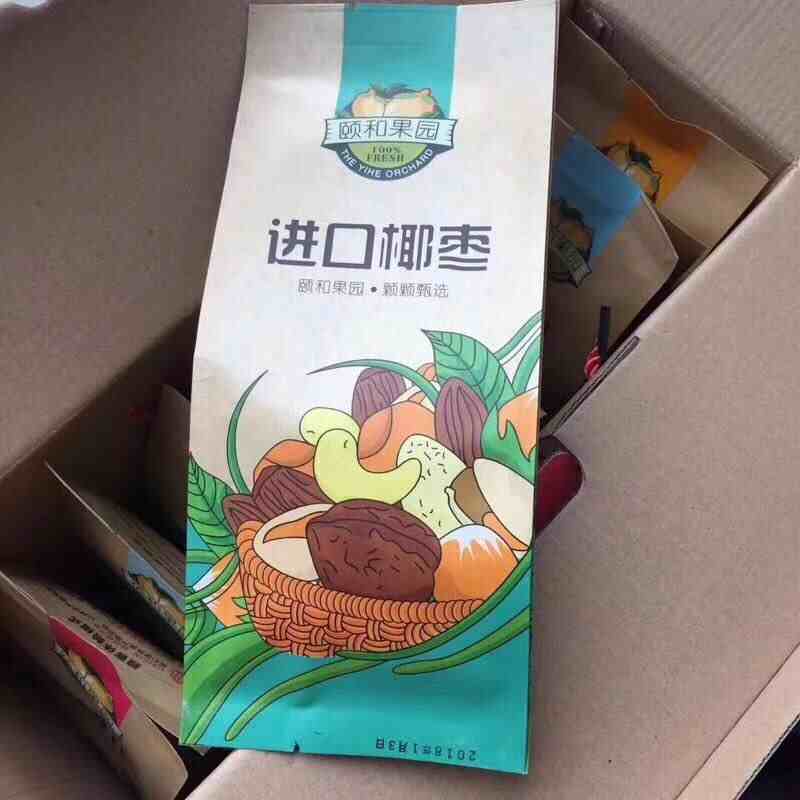 颐和果园
100%
FRESH
THE YIHE ORCHARD
进口椰枣
颐和果园·颗颗甄选
2018年1月3日